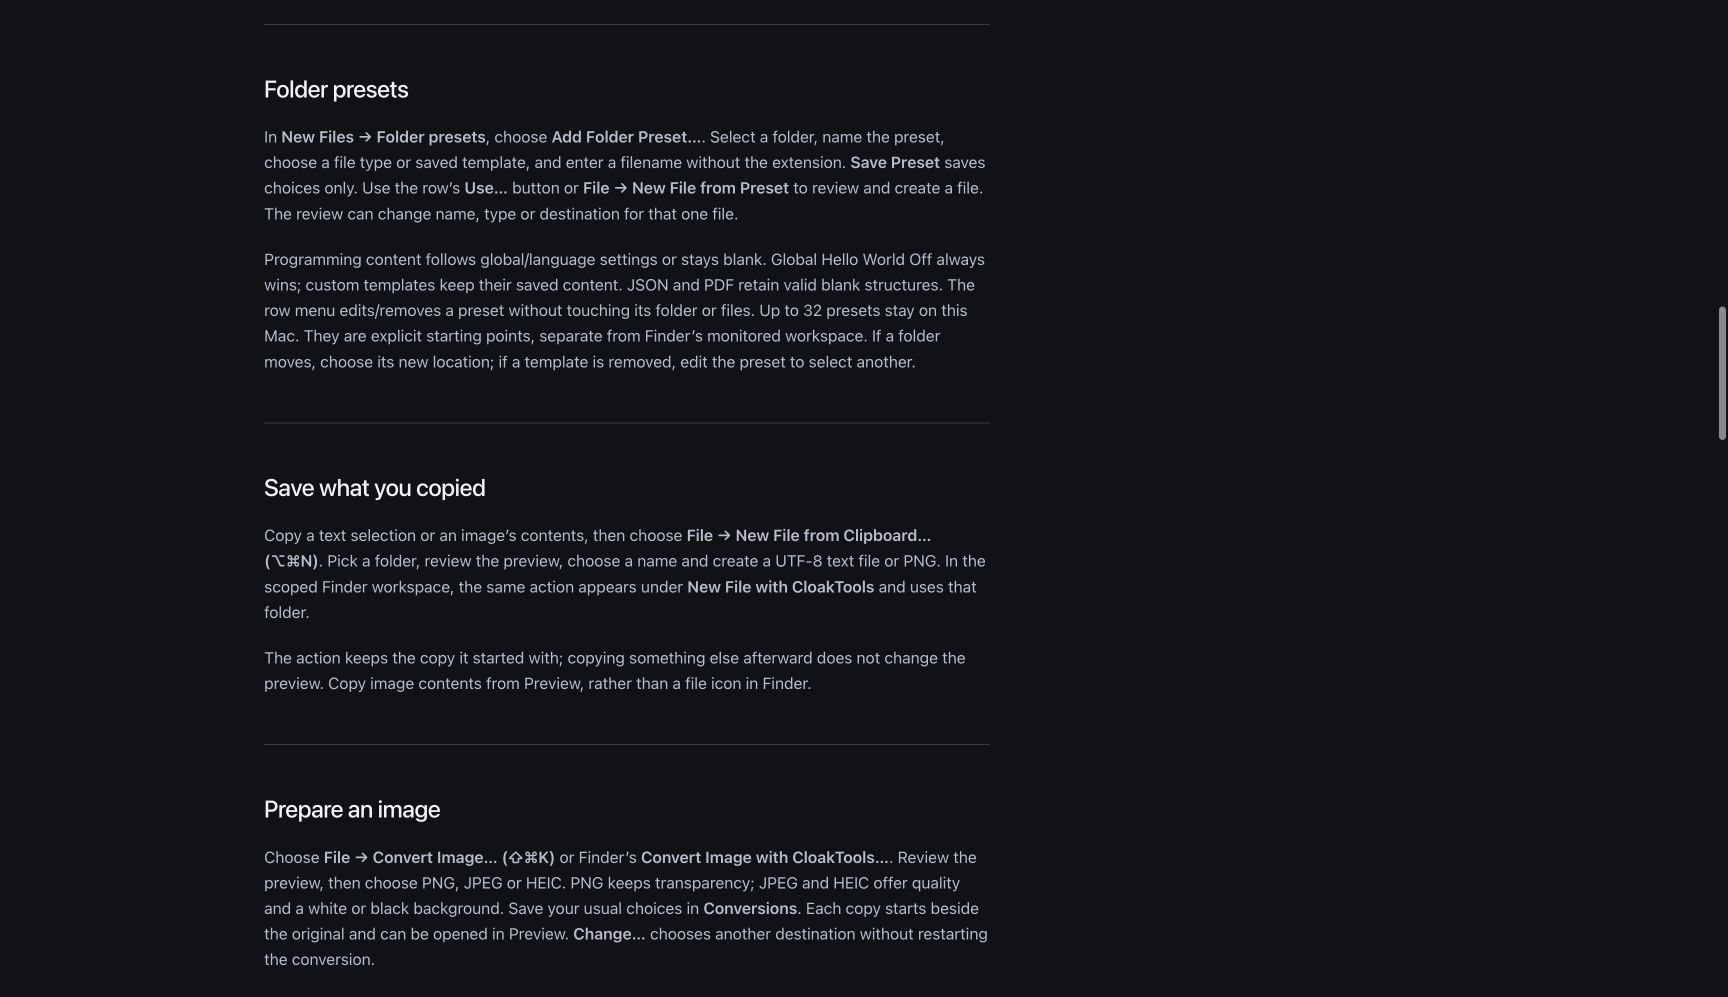 Folder presets
In New Files → Folder presets, choose Add Folder Preset…. Select a folder, name the preset,
choose a file type or saved template, and enter a filename without the extension. Save Preset saves
choices only. Use the row’s Use… button or File → New File from Preset to review and create a file.
The review can change name, type or destination for that one file.
Programming content follows global/language settings or stays blank. Global Hello World Off always
wins; custom templates keep their saved content. JSON and PDF retain valid blank structures. The
row menu edits/removes a preset without touching its folder or files. Up to 32 presets stay on this
Mac. They are explicit starting points, separate from Finder’s monitored workspace. If a folder
moves, choose its new location; if a template is removed, edit the preset to select another.
Save what you copied
Copy a text selection or an image’s contents, then choose File → New File from Clipboard…
(⌥⌘N). Pick a folder, review the preview, choose a name and create a UTF-8 text file or PNG. In the
scoped Finder workspace, the same action appears under New File with CloakTools and uses that
folder.
The action keeps the copy it started with; copying something else afterward does not change the
preview. Copy image contents from Preview, rather than a file icon in Finder.
Prepare an image
Choose File → Convert Image… (⇧⌘K) or Finder’s Convert Image with CloakTools…. Review the
preview, then choose PNG, JPEG or HEIC. PNG keeps transparency; JPEG and HEIC offer quality
and a white or black background. Save your usual choices in Conversions. Each copy starts beside
the original and can be opened in Preview. Change… chooses another destination without restarting
the conversion.